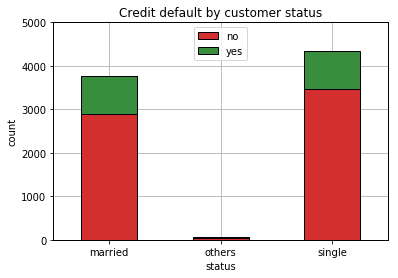 Credit default by customer status
no
yes
5000
4000
3000
2000
1000
0
count
married others single
status